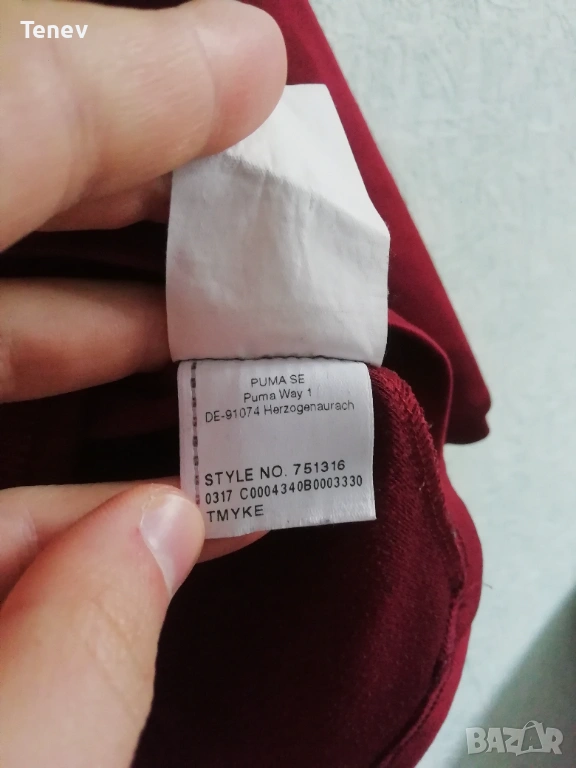 Tenev
PUMA SE
Puma Way 1
DE-91074 Herzogenaurach
STYLE NO. 751316
0317 C0004340B0003330
TMYKE
BAZAR